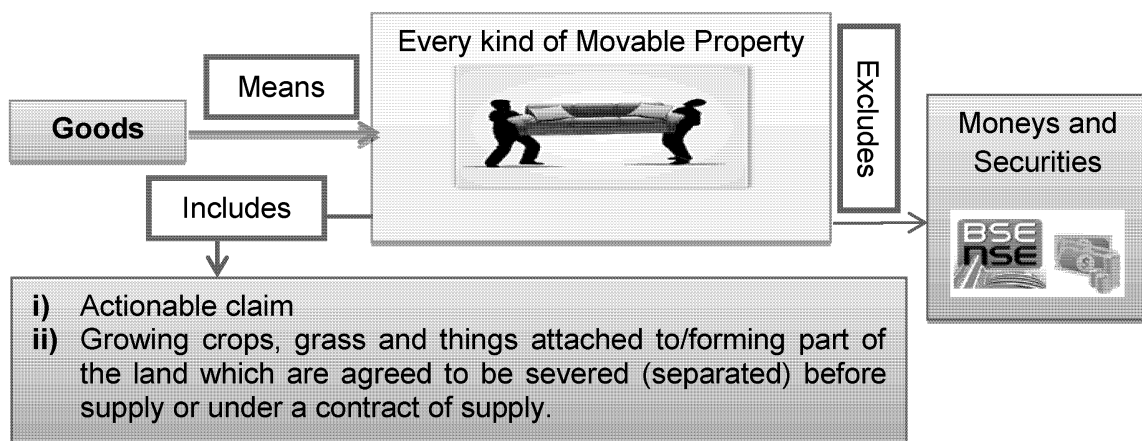 Goods
Means
Every kind of Movable Property
Excludes
Moneys and
Securities
BSE
NSE
Includes
i) Actionable claim
ii) Growing crops, grass and things attached to/forming part of
the land which are agreed to be severed (separated) before
supply or under a contract of supply.